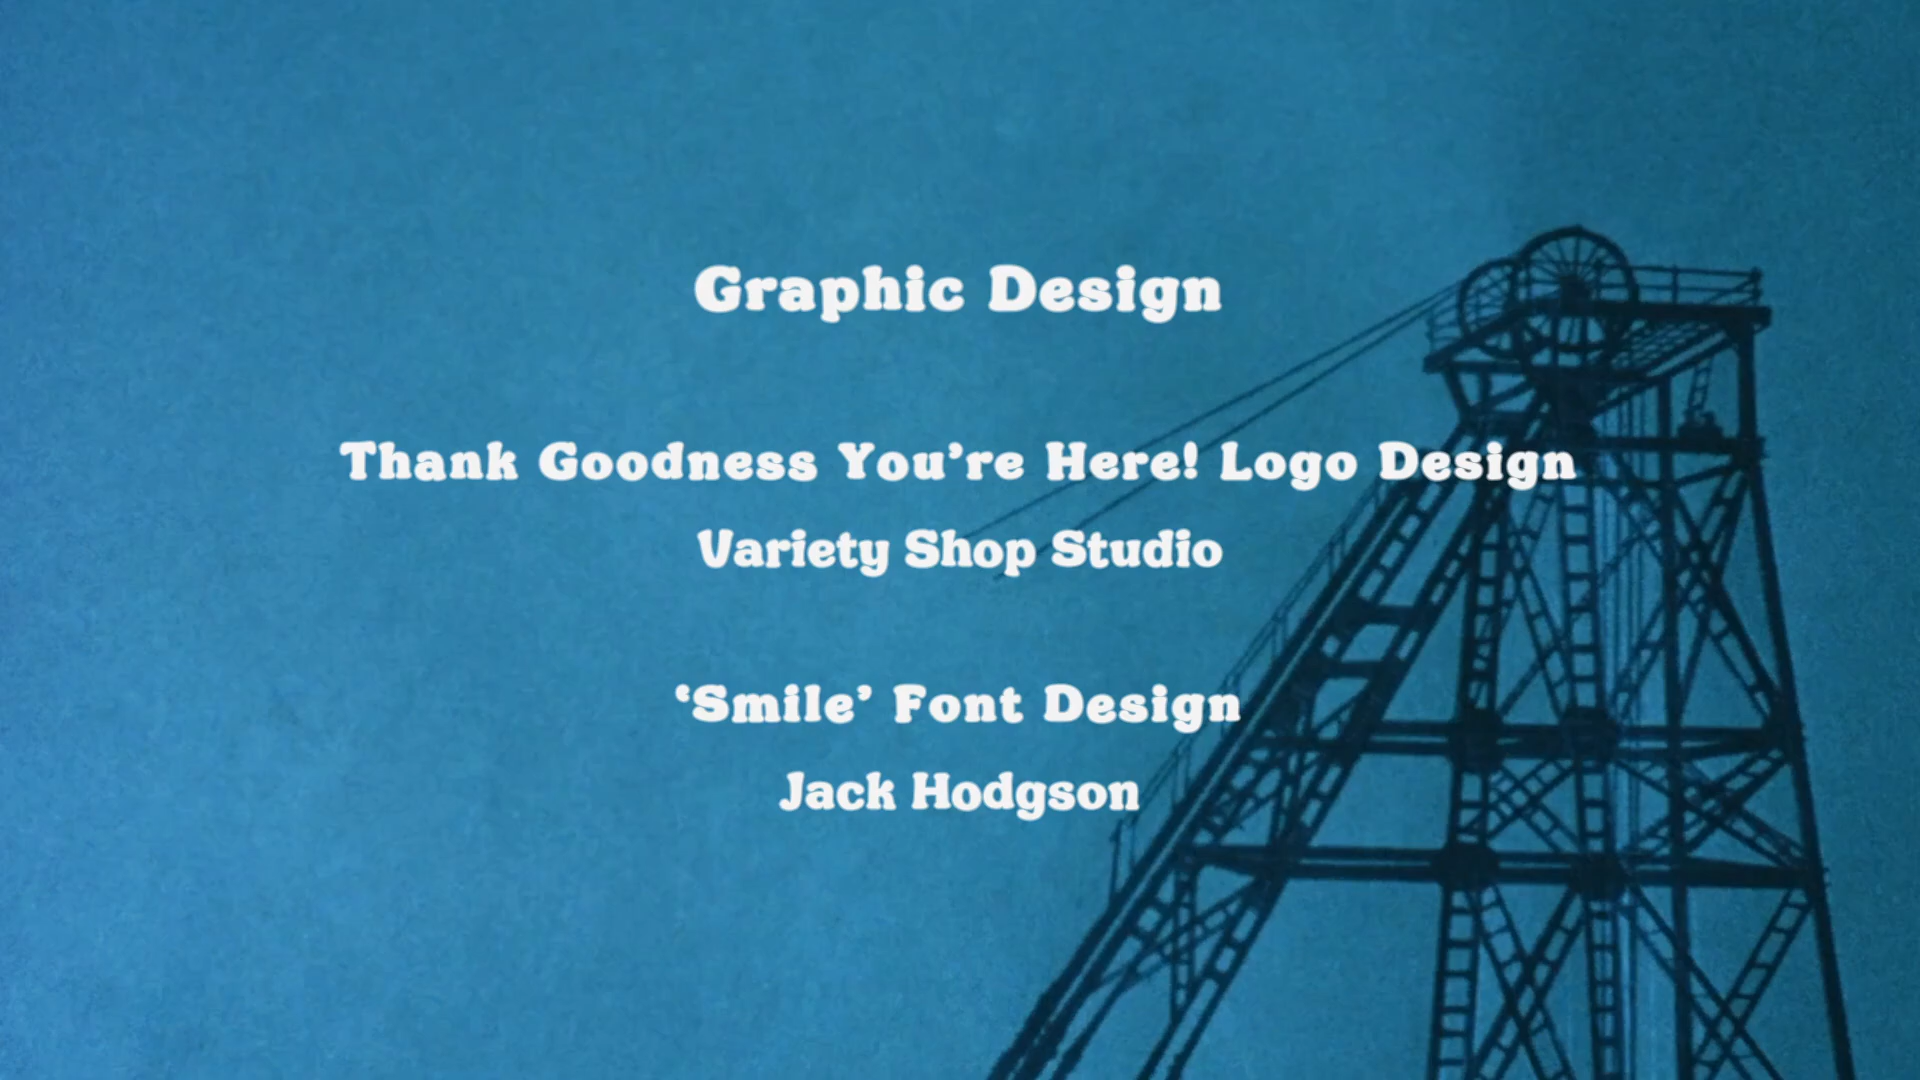 Graphic Design
Thank Goodness You’re Here! Logo Design
Variety Shop Studio
‘Smile’ Font Design
Jack Hodgson